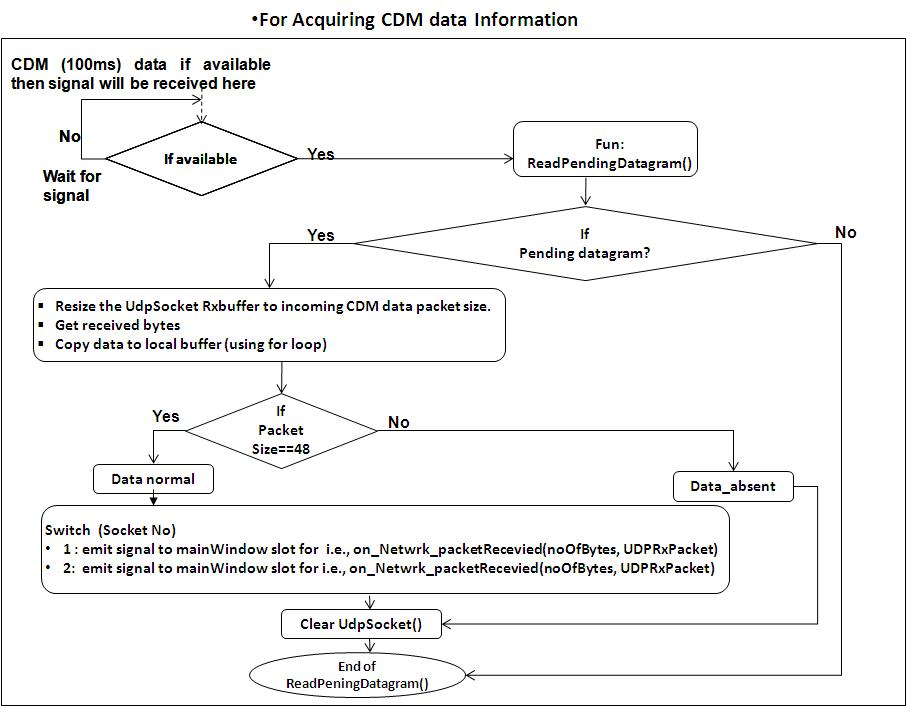 •For Acquiring CDM data Information
CDM (100ms) data if available
then signal will be received here
No
If available
Yes
Wait for
signal
Fun:
ReadPendingDatagram()
Yes
If
Pending datagram?
No
▪ Resize the UdpSocket Rxbuffer to incoming CDM data packet size.
▪ Get received bytes
▪ Copy data to local buffer (using for loop)
Yes
If
Packet
Size==48
No
Data normal
Data_absent
Switch (Socket No)
• 1 : emit signal to mainWindow slot for i.e., on_Netwrk_packetRecevied(noOfBytes, UDPRxPacket)
• 2: emit signal to mainWindow slot for i.e., on_Netwrk_packetRecevied(noOfBytes, UDPRxPacket)
Clear UdpSocket()
End of
ReadPeningDatagram()